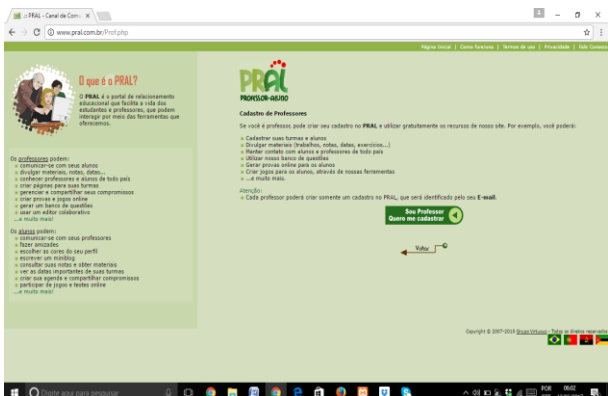 .:: PRAL - Canal de Com
www.pral.com.br/Prof.php
Página Inicial | Como funciona | Termos de uso | Privacidade | Fale Conosco
O que é o PRAL?
O PRAL é o portal de relacionamento
educacional que facilita a vida dos
estudantes e professores, que podem
interagir por meio das ferramentas que
oferecemos.
Os professores podem:
comunicar-se com seus alunos
divulgar materiais, notas, datas...
conhecer professores e alunos de todo país
criar páginas para suas turmas
gerenciar e compartilhar seus compromissos
criar provas e jogos online
gerar um banco de questões
usar um editor colaborativo
...e muito mais!
Os alunos podem:
comunicar-se com seus professores
fazer amizades
escolher as cores do seu perfil
escrever um miniblog
consultar suas notas e obter materiais
ver as datas importantes de suas turmas
criar sua agenda e compartilhar compromissos
participar de jogos e testes online
...e muito mais!
PRAL
PROFESSOR-ALUNO
Cadastro de Professores
Se você é professor, pode criar seu cadastro no PRAL e utilizar gratuitamente os recursos de nosso site. Por exemplo, você poderá:
Cadastrar suas turmas e alunos
Divulgar materiais (trabalhos, notas, datas, exercícios...)
Manter contato com alunos e professores de todo país
Utilizar nosso banco de questões
Gerar provas online para os alunos
Criar jogos para os alunos, através de nossas ferramentas
...e muito mais.
Atenção:
Cada professor poderá criar somente um cadastro no PRAL, que será identificado pelo seu E-mail.
Sou Professor
Quero me cadastrar
Voltar
Copyright © 2007-2010 Grupo Virtuous - Todos os direitos reservados
Digite aqui para pesquisar
POR
06:02